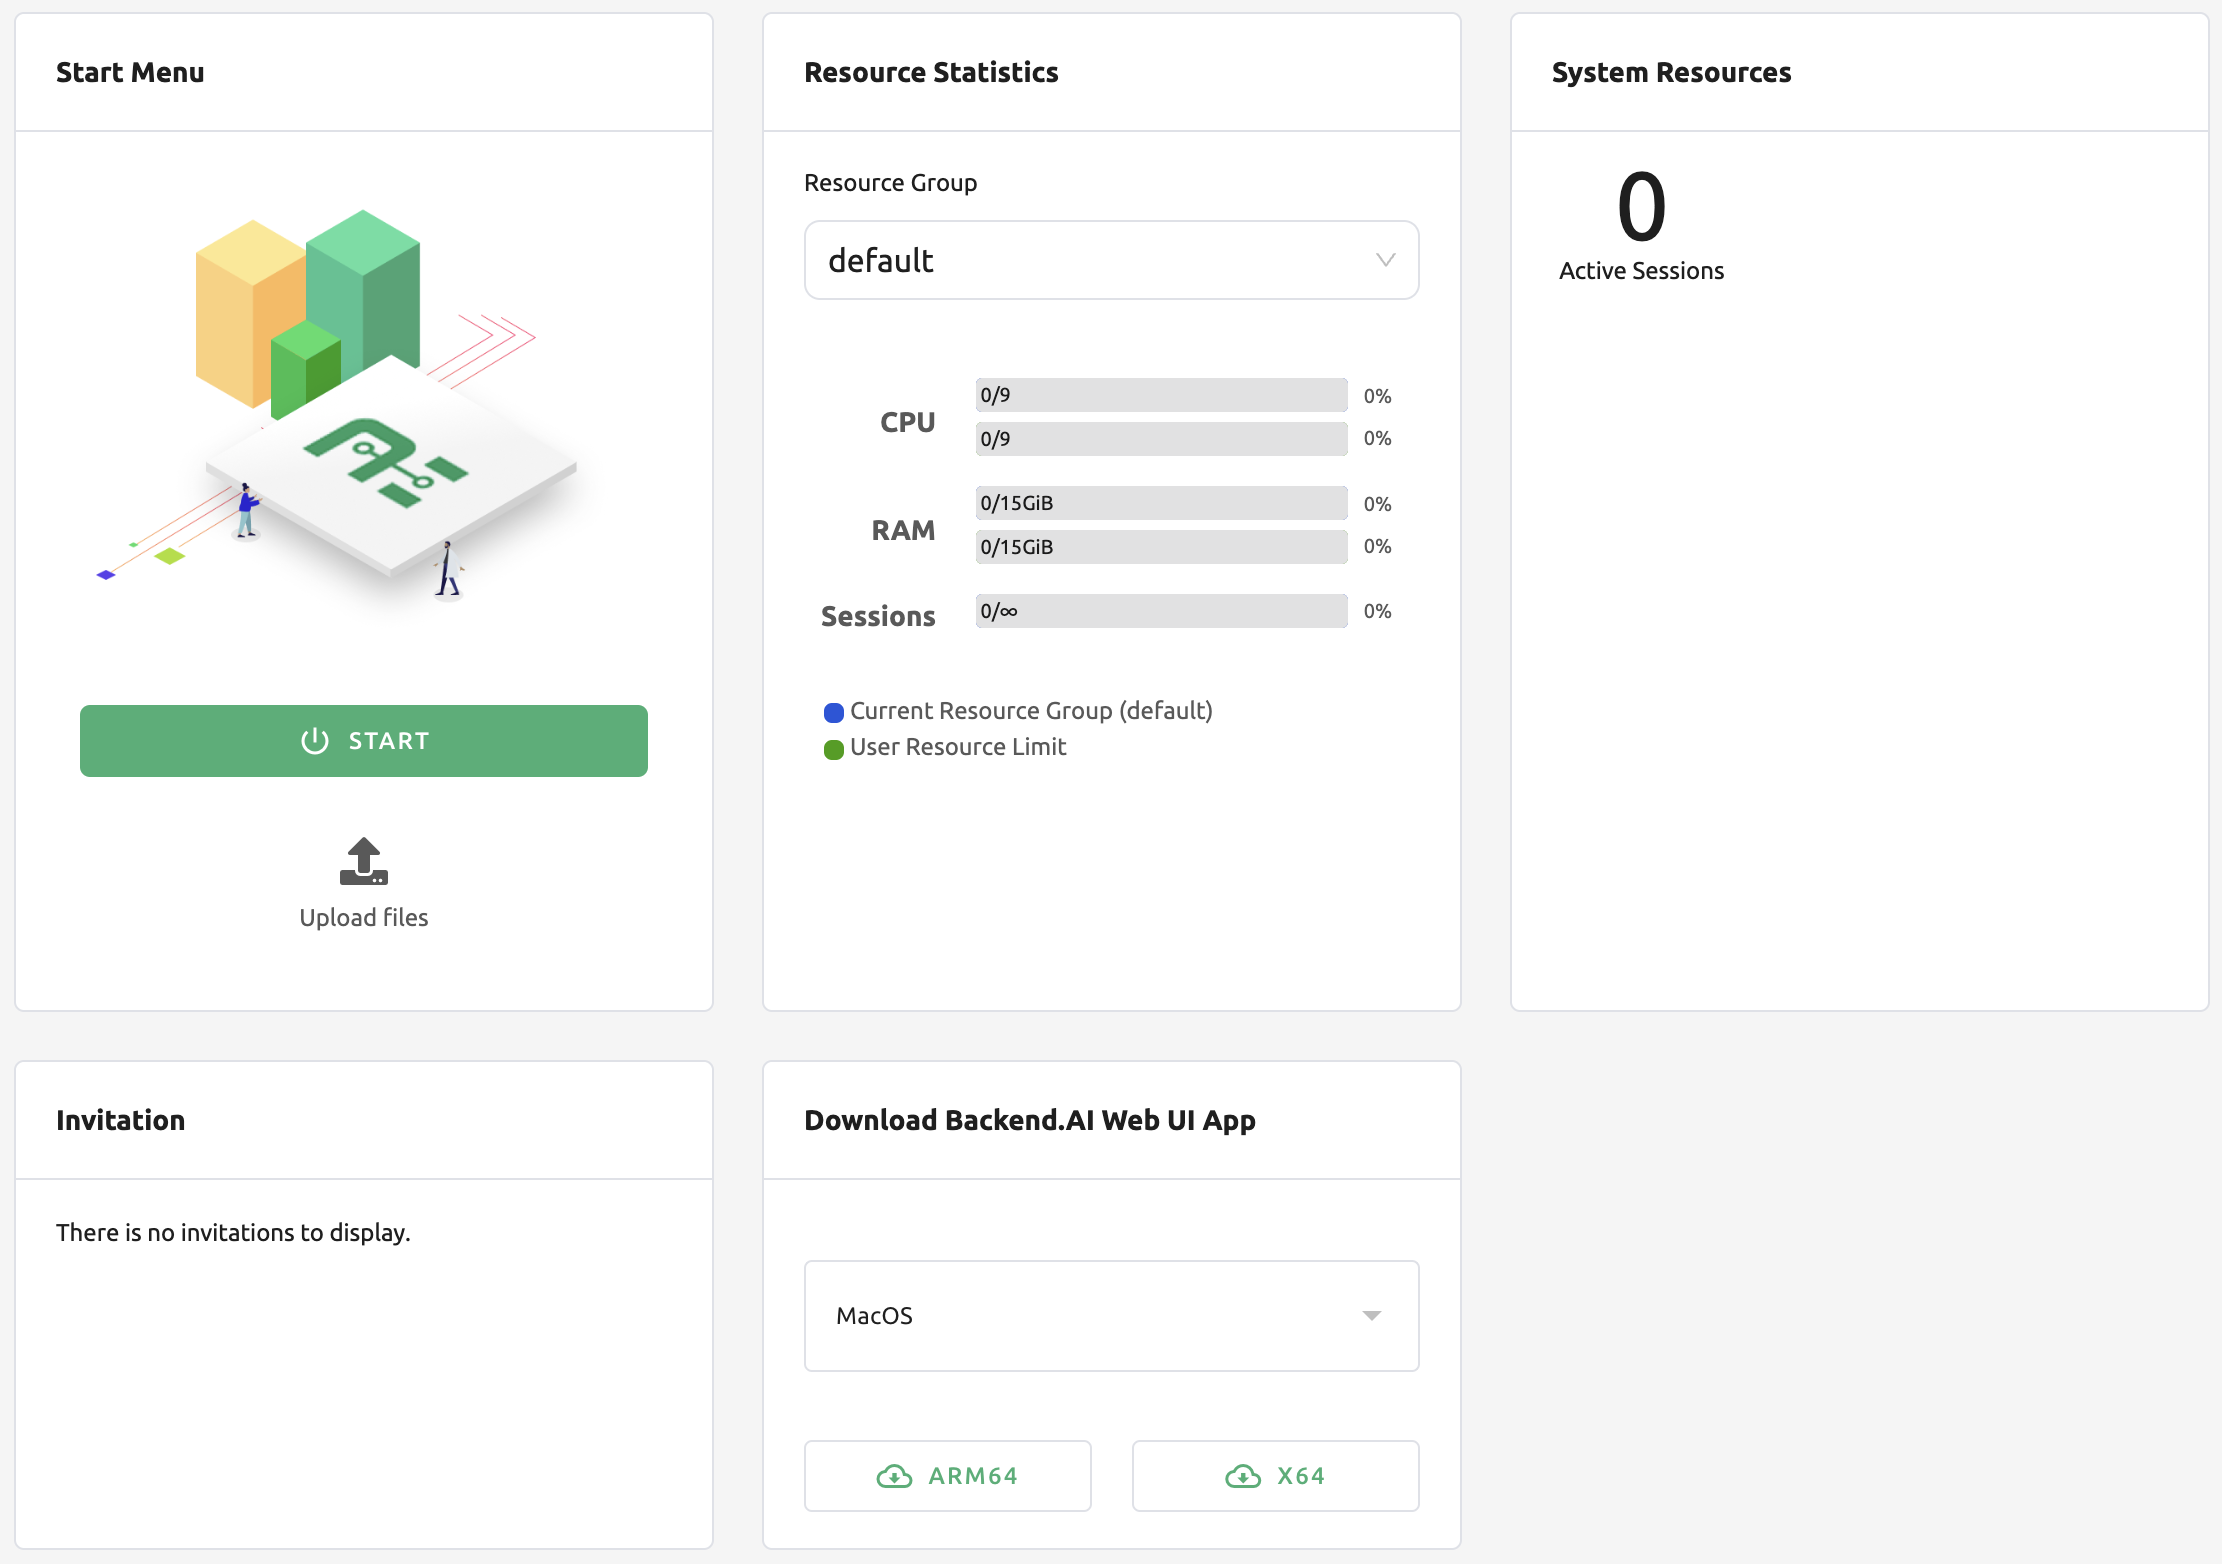 Start Menu
START
Upload files
Resource Statistics
Resource Group
default
CPU
0/9
0%
0/9
0%
RAM
0/15GiB
0%
0/15GiB
0%
Sessions
0/∞
0%
Current Resource Group (default)
User Resource Limit
System Resources
0
Active Sessions
Invitation
There is no invitations to display.
Download Backend.AI Web UI App
MacOS
ARM64
X64